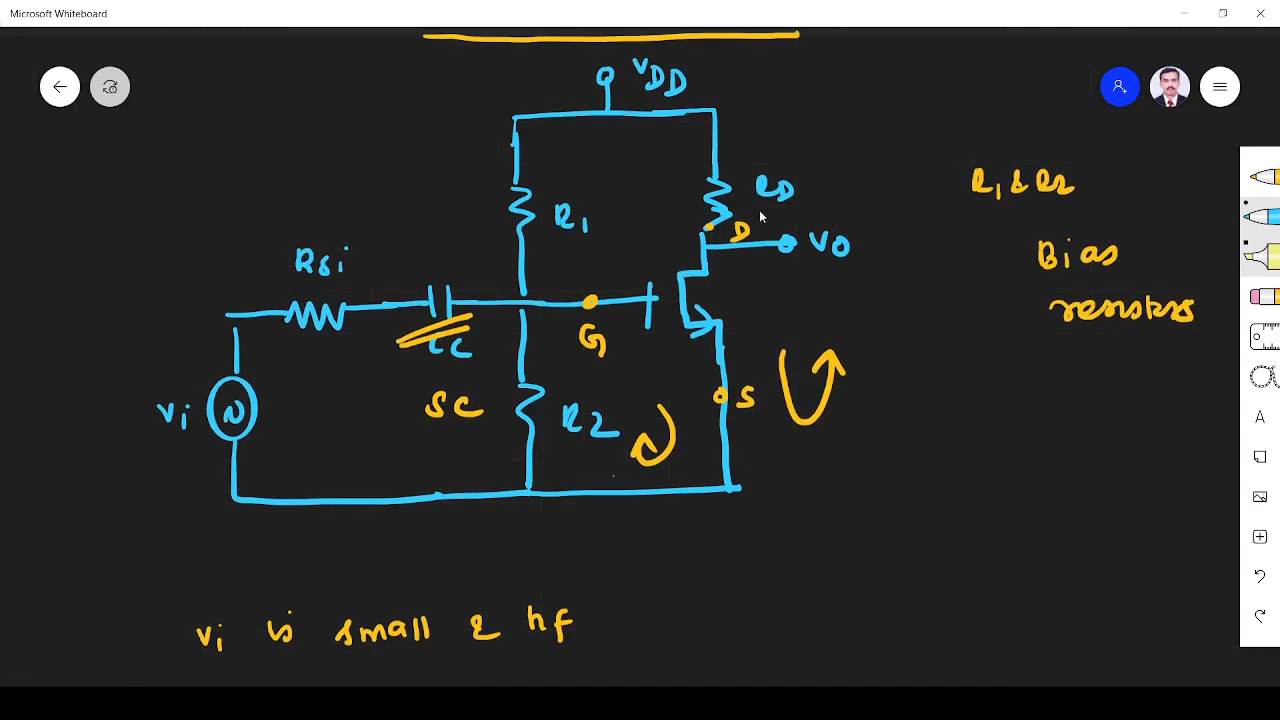 Microsoft Whiteboard
VDD
RD
R1
D
VO
Rsi
CC
G
SC
R2
S
vi
R1 & R2
Bias
resistors
A
vi is small & hf